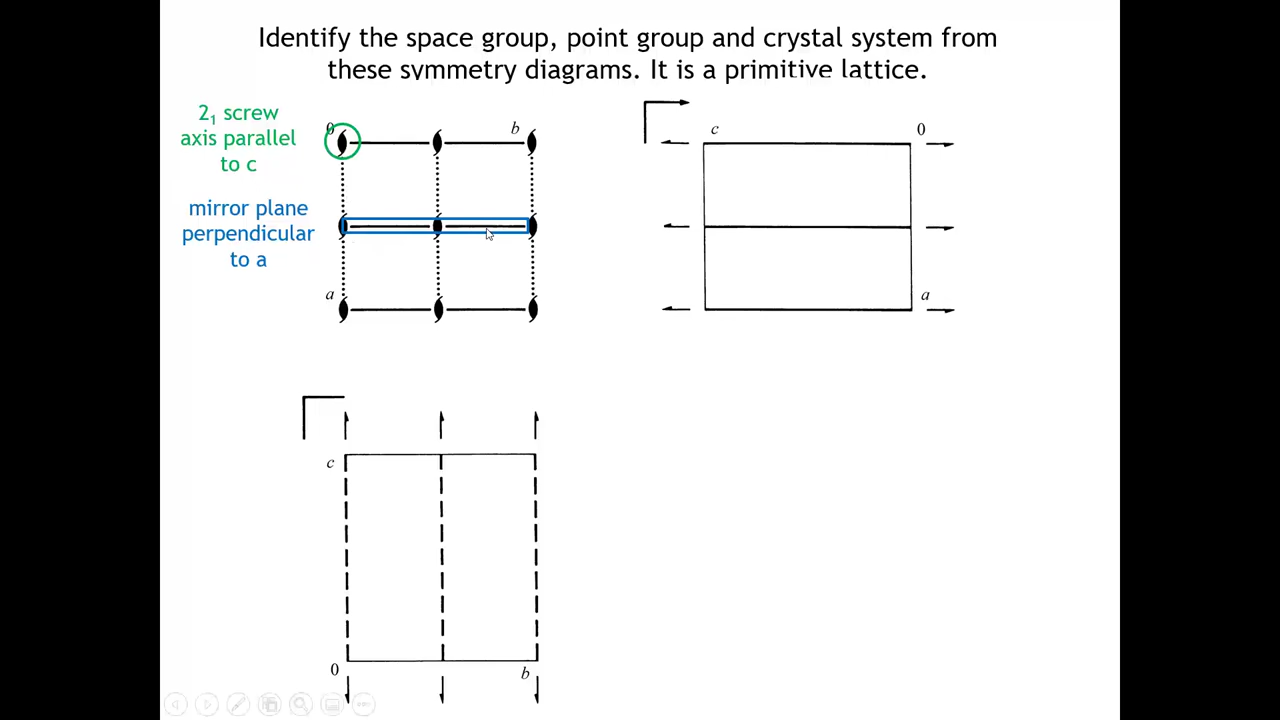 Identify the space group, point group and crystal system from
these symmetry diagrams. It is a primitive lattice.
2₁ screw
axis parallel
to c
mirror plane
perpendicular
to a
0
b
a
c
0
a
c
0
b